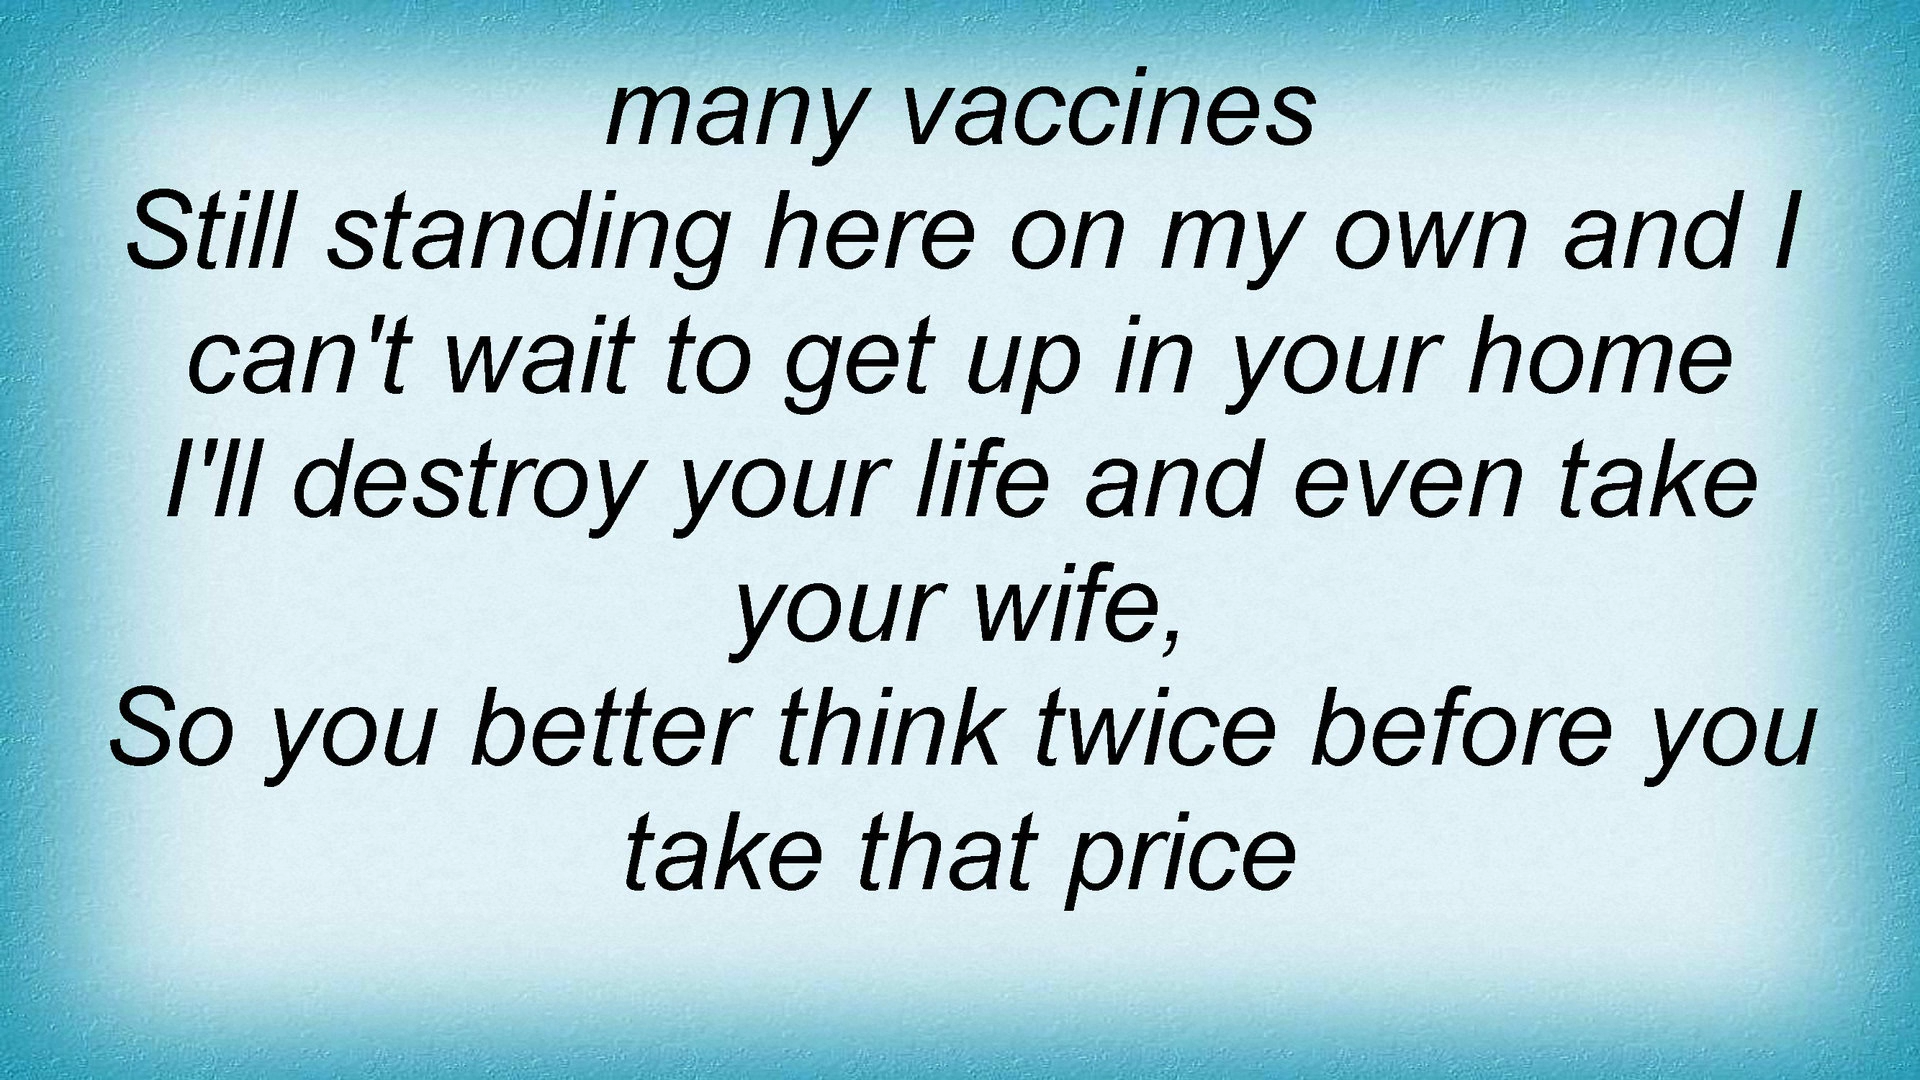 many vaccines
Still standing here on my own and I
can't wait to get up in your home
I'll destroy your life and even take
your wife,
So you better think twice before you
take that price